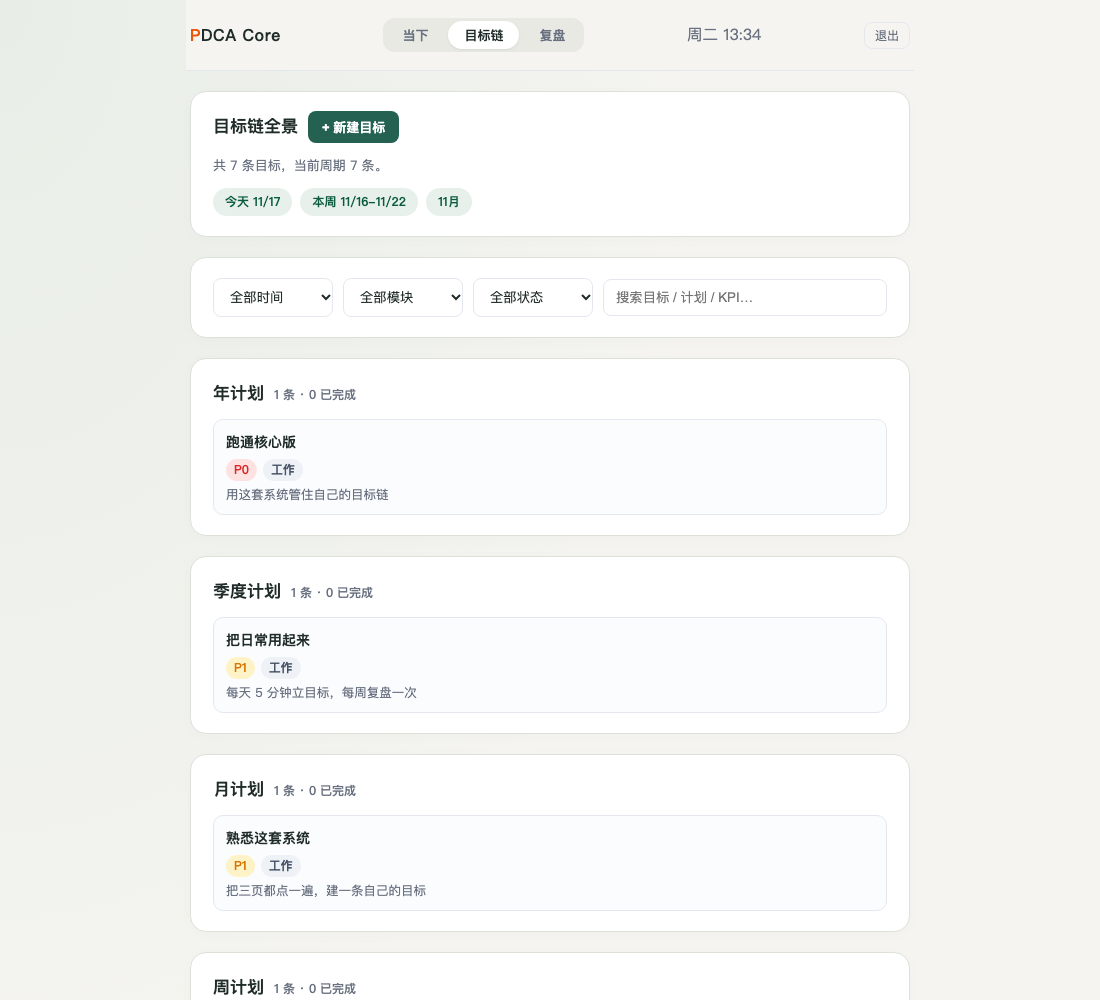 PDCA Core 当下 目标链 复盘 周二 13:34 退出
目标链全景 + 新建目标
共 7 条目标，当前周期 7 条。
今天 11/17 本周 11/16–11/22 11月
全部时间 全部模块 全部状态 搜索目标 / 计划 / KPI…
年计划 1 条 · 0 已完成
跑通核心版
P0 工作
用这套系统管住自己的目标链
季度计划 1 条 · 0 已完成
把日常用起来
P1 工作
每天 5 分钟立目标，每周复盘一次
月计划 1 条 · 0 已完成
熟悉这套系统
P1 工作
把三页都点一遍，建一条自己的目标
周计划 1 条 · 0 已完成